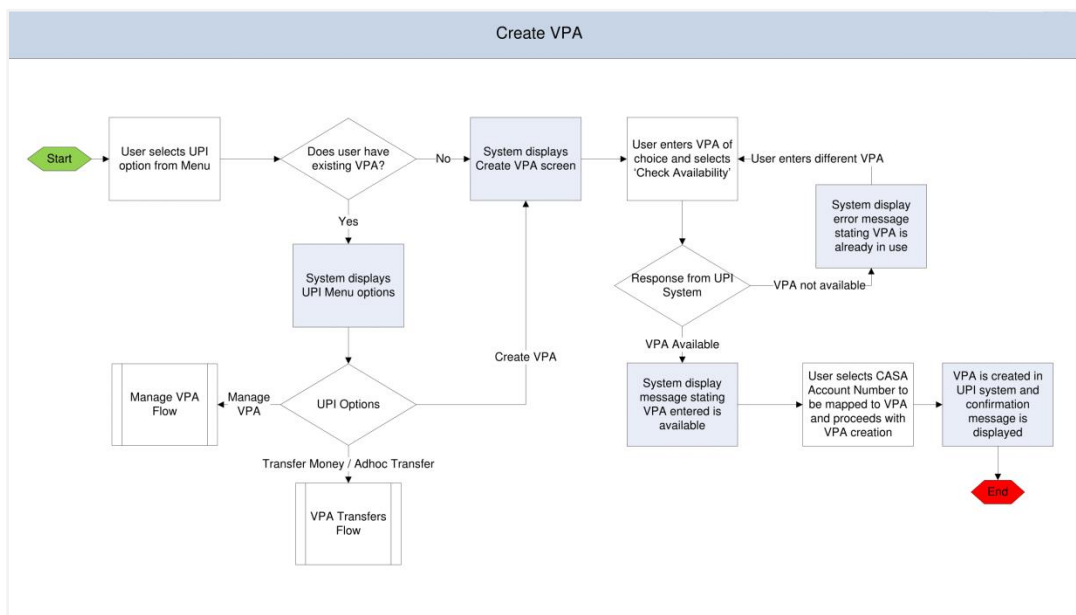 Create VPA
Start
User selects UPI
option from Menu
Does user have
existing VPA?
No
System displays
Create VPA screen
User enters VPA of
choice and selects
‘Check Availability’
User enters different VPA
System display
error message
stating VPA is
already in use
Yes
System displays
UPI Menu options
Response from UPI
System
VPA not available
VPA Available
Create VPA
Manage VPA
Flow
Manage
VPA
UPI Options
System display
message stating
VPA entered is
available
User selects CASA
Account Number to
be mapped to VPA
and proceeds with
VPA creation
VPA is created in
UPI system and
confirmation
message is
displayed
Transfer Money / Adhoc Transfer
VPA Transfers
Flow
End